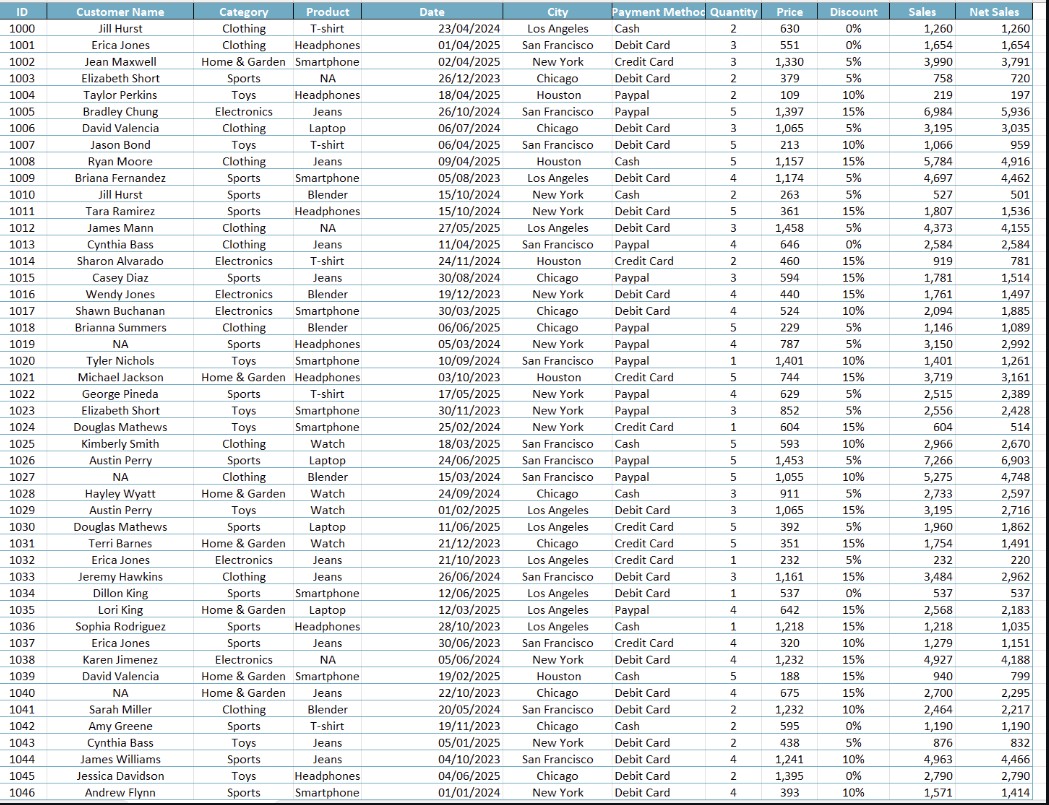 ID Customer Name Category Product Date City Payment Method Quantity Price Discount Sales Net Sales
1000 Jill Hurst Clothing T-shirt 23/04/2024 Los Angeles Cash 2 630 0% 1,260 1,260
1001 Erica Jones Clothing Headphones 01/04/2025 San Francisco Debit Card 3 551 0% 1,654 1,654
1002 Jean Maxwell Home & Garden Smartphone 02/04/2025 New York Credit Card 3 1,330 5% 3,990 3,791
1003 Elizabeth Short Sports NA 26/12/2023 Chicago Debit Card 2 379 5% 758 720
1004 Taylor Perkins Toys Headphones 18/04/2025 Houston Paypal 2 109 10% 219 197
1005 Bradley Chung Electronics Jeans 26/10/2024 San Francisco Paypal 5 1,397 15% 6,984 5,936
1006 David Valencia Clothing Laptop 06/07/2024 Chicago Debit Card 3 1,065 5% 3,195 3,035
1007 Jason Bond Toys T-shirt 06/04/2025 San Francisco Debit Card 5 213 10% 1,066 959
1008 Ryan Moore Clothing Jeans 09/04/2025 Houston Cash 5 1,157 15% 5,784 4,916
1009 Briana Fernandez Sports Smartphone 05/08/2023 Los Angeles Debit Card 4 1,174 5% 4,697 4,462
1010 Jill Hurst Sports Blender 15/10/2024 New York Cash 2 263 5% 527 501
1011 Tara Ramirez Sports Headphones 15/10/2024 New York Debit Card 5 361 15% 1,807 1,536
1012 James Mann Clothing NA 27/05/2025 Los Angeles Debit Card 3 1,458 5% 4,373 4,155
1013 Cynthia Bass Clothing Jeans 11/04/2025 San Francisco Paypal 4 646 0% 2,584 2,584
1014 Sharon Alvarado Electronics T-shirt 24/11/2024 Houston Credit Card 2 460 15% 919 781
1015 Casey Diaz Sports Jeans 30/08/2024 Chicago Paypal 3 594 15% 1,781 1,514
1016 Wendy Jones Electronics Blender 19/12/2023 New York Debit Card 4 440 15% 1,761 1,497
1017 Shawn Buchanan Electronics Smartphone 30/03/2025 Chicago Debit Card 4 524 10% 2,094 1,885
1018 Brianna Summers Clothing Blender 06/06/2025 Chicago Paypal 5 229 5% 1,146 1,089
1019 NA Sports Headphones 05/03/2024 New York Paypal 4 787 5% 3,150 2,992
1020 Tyler Nichols Toys Smartphone 10/09/2024 San Francisco Paypal 1 1,401 10% 1,401 1,261
1021 Michael Jackson Home & Garden Headphones 03/10/2023 Houston Credit Card 5 744 15% 3,719 3,161
1022 George Pineda Sports T-shirt 17/05/2025 New York Paypal 4 629 5% 2,515 2,389
1023 Elizabeth Short Toys Smartphone 30/11/2023 New York Paypal 3 852 5% 2,556 2,428
1024 Douglas Mathews Toys Smartphone 25/02/2024 New York Credit Card 1 604 15% 604 514
1025 Kimberly Smith Clothing Watch 18/03/2025 San Francisco Cash 5 593 10% 2,966 2,670
1026 Austin Perry Sports Laptop 24/06/2025 San Francisco Paypal 5 1,453 5% 7,266 6,903
1027 NA Clothing Blender 15/03/2024 San Francisco Paypal 5 1,055 10% 5,275 4,748
1028 Hayley Wyatt Home & Garden Watch 24/09/2024 Chicago Cash 3 911 5% 2,733 2,597
1029 Austin Perry Toys Watch 01/02/2025 Los Angeles Debit Card 3 1,065 15% 3,195 2,716
1030 Douglas Mathews Sports Laptop 11/06/2025 Los Angeles Credit Card 5 392 5% 1,960 1,862
1031 Terri Barnes Home & Garden Watch 21/12/2023 Chicago Credit Card 5 351 15% 1,754 1,491
1032 Erica Jones Electronics Jeans 21/10/2023 Los Angeles Credit Card 1 232 5% 232 220
1033 Jeremy Hawkins Clothing Jeans 26/06/2024 San Francisco Debit Card 3 1,161 15% 3,484 2,962
1034 Dillon King Sports Smartphone 12/06/2025 Los Angeles Debit Card 1 537 0% 537 537
1035 Lori King Home & Garden Laptop 12/03/2025 Los Angeles Paypal 4 642 15% 2,568 2,183
1036 Sophia Rodriguez Sports Headphones 28/10/2023 Los Angeles Cash 1 1,218 15% 1,218 1,035
1037 Erica Jones Sports Jeans 30/06/2023 San Francisco Credit Card 4 320 10% 1,279 1,151
1038 Karen Jimenez Electronics NA 05/06/2024 New York Debit Card 4 1,232 15% 4,927 4,188
1039 David Valencia Home & Garden Smartphone 19/02/2025 Houston Cash 5 188 15% 940 799
1040 NA Home & Garden Jeans 22/10/2023 Chicago Debit Card 4 675 15% 2,700 2,295
1041 Sarah Miller Clothing Blender 20/05/2024 San Francisco Debit Card 2 1,232 10% 2,464 2,217
1042 Amy Greene Sports T-shirt 19/11/2023 Chicago Cash 2 595 0% 1,190 1,190
1043 Cynthia Bass Toys Jeans 05/01/2025 New York Debit Card 2 438 5% 876 832
1044 James Williams Sports Jeans 04/10/2023 San Francisco Debit Card 4 1,241 10% 4,963 4,466
1045 Jessica Davidson Toys Headphones 04/06/2025 Chicago Debit Card 2 1,395 0% 2,790 2,790
1046 Andrew Flynn Sports Smartphone 01/01/2024 New York Debit Card 4 393 10% 1,571 1,414